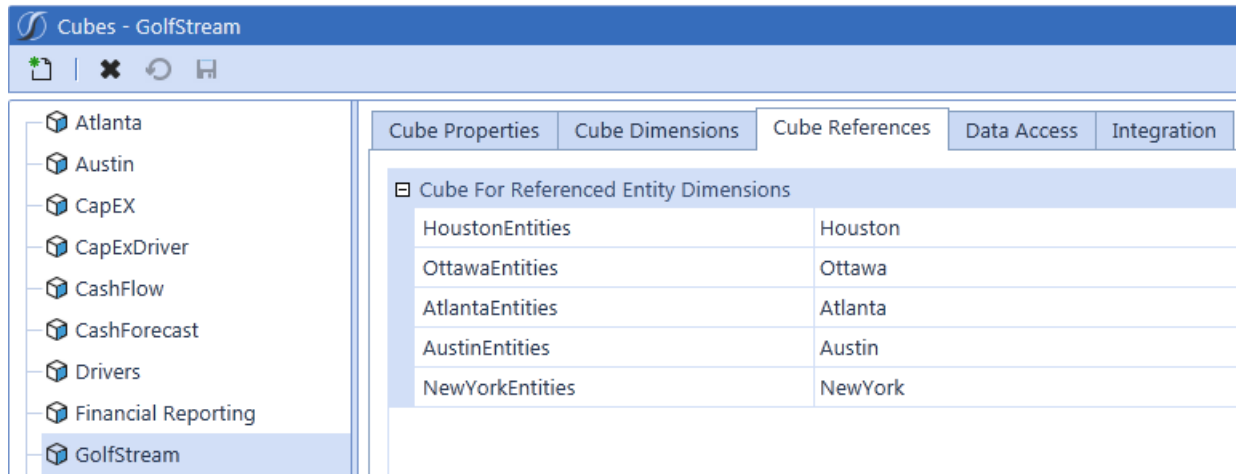 Cubes - GolfStream
Atlanta
Austin
CapEX
CapExDriver
CashFlow
CashForecast
Drivers
Financial Reporting
GolfStream
Cube Properties Cube Dimensions Cube References Data Access Integration
Cube For Referenced Entity Dimensions
HoustonEntities Houston
OttawaEntities Ottawa
AtlantaEntities Atlanta
AustinEntities Austin
NewYorkEntities NewYork